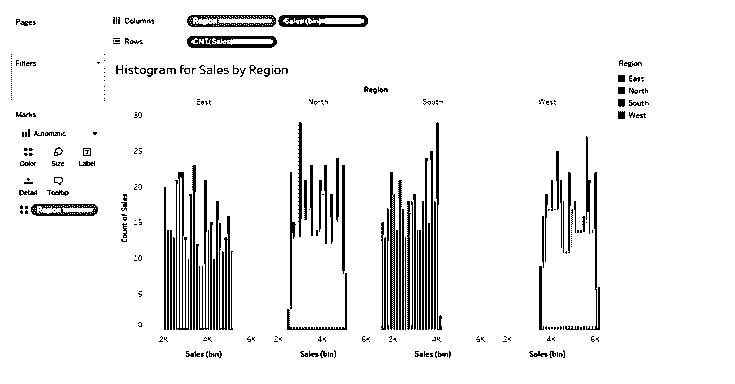 Pages
Columns
Sales (bin)
Rows
CNT(Sales)
Filters
Histogram for Sales by Region
Region
East
North
South
West
Region
East
North
South
West
Marks
Automatic
Color
Size
Label
Detail
Tooltip
Count of Sales
30
25
20
15
10
5
0
2K
4K
6K
2K
4K
6K
2K
4K
6K
2K
4K
6K
Sales (bin)
Sales (bin)
Sales (bin)
Sales (bin)